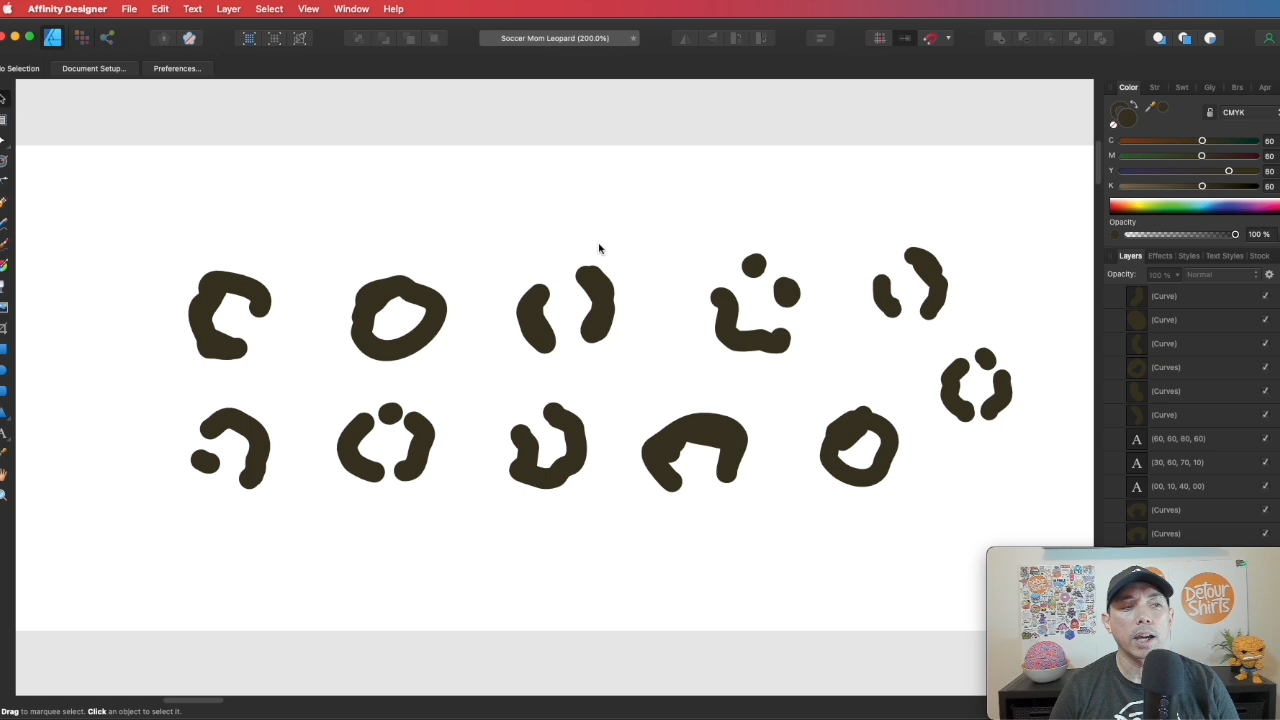 Affinity Designer File Edit Text Layer Select View Window Help
Soccer Mom Leopard (200.0%)
o Selection Document Setup... Preferences...
Color Str Swt Gly Brs Apr
CMYK
C 60
M 60
Y 80
K 60
Opacity
100 %
Layers Effects Styles Text Styles Stock
Opacity: 100 % Normal
(Curve)
(Curve)
(Curve)
(Curves)
(Curves)
(Curve)
A (60, 60, 80, 60)
A (30, 60, 70, 10)
A (00, 10, 40, 00)
(Curves)
(Curves)
DETOUR
SHIRTS
Drag to marquee select. Click an object to select it.